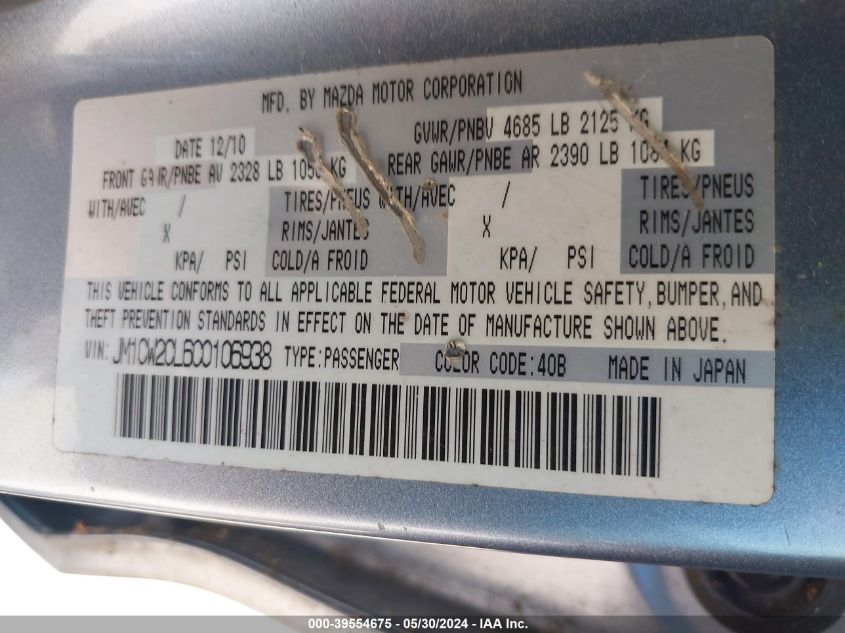 MFD. BY MAZDA MOTOR CORPORATION
DATE 12/10 GVWR/PNBV 4685 LB 2125 KG
FRONT GAWR/PNBE AV 2328 LB 1056 KG REAR GAWR/PNBE AR 2390 LB 1084 KG
WITH/AVEC / TIRES/PNEUS WITH/AVEC / TIRES/PNEUS
X RIMS/JANTES X RIMS/JANTES
KPA/ PSI COLD/A FROID KPA/ PSI COLD/A FROID
THIS VEHICLE CONFORMS TO ALL APPLICABLE FEDERAL MOTOR VEHICLE SAFETY, BUMPER, AND
THEFT PREVENTION STANDARDS IN EFFECT ON THE DATE OF MANUFACTURE SHOWN ABOVE.
VIN: JM1CW2CL6C0106938 TYPE:PASSENGER COLOR CODE:40B MADE IN JAPAN
000-39554675 - 05/30/2024 - IAA Inc.